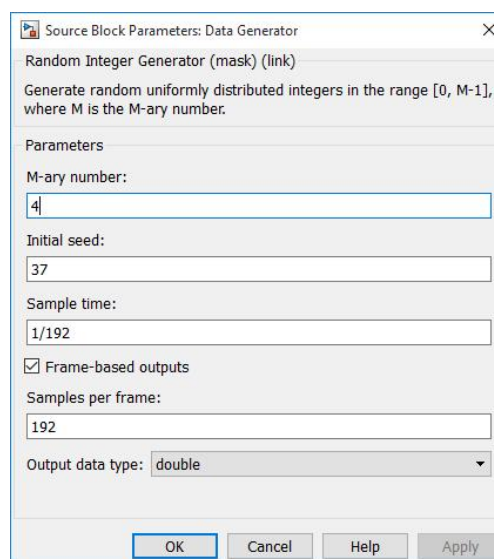 Source Block Parameters: Data Generator
Random Integer Generator (mask) (link)
Generate random uniformly distributed integers in the range [0, M-1],
where M is the M-ary number.
Parameters
M-ary number:
4
Initial seed:
37
Sample time:
1/192
Frame-based outputs
Samples per frame:
192
Output data type: double
OK Cancel Help Apply